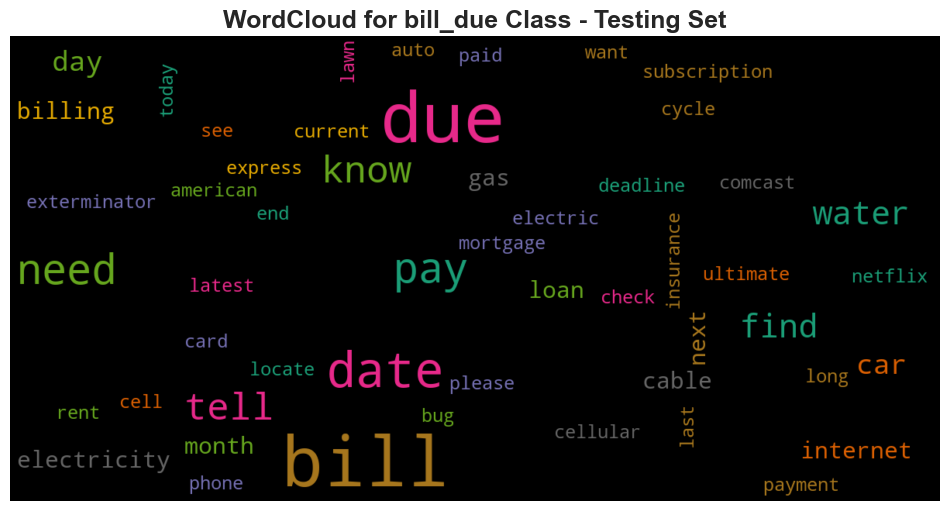 WordCloud for bill_due Class - Testing Set
day
today
lawn
auto
paid
want
subscription
billing
see
current
due
cycle
express
know
gas
american
deadline
comcast
exterminator
end
electric
water
mortgage
insurance
need
latest
pay
loan
check
ultimate
netflix
next
find
card
locate
date
please
cable
long
car
rent
cell
tell
bug
last
electricity
month
bill
cellular
internet
phone
payment